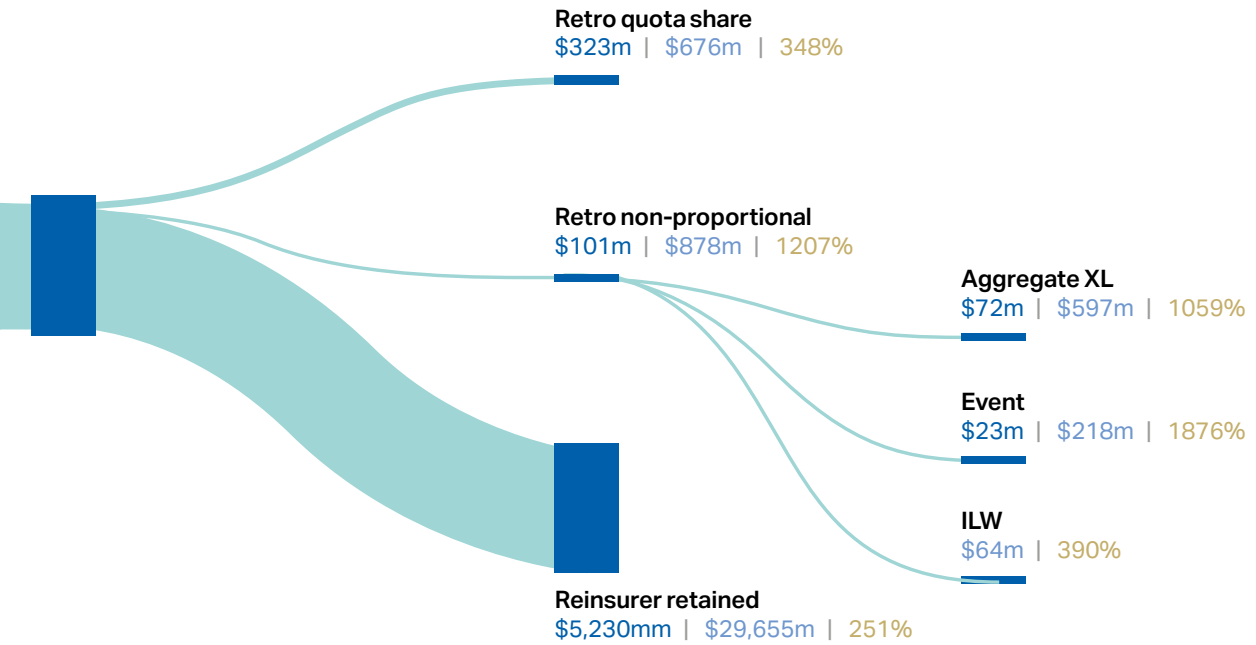 Retro quota share
$323m | $676m | 348%
Retro non-proportional
$101m | $878m | 1207%
Aggregate XL
$72m | $597m | 1059%
Event
$23m | $218m | 1876%
ILW
$64m | 390%
Reinsurer retained
$5,230mm | $29,655m | 251%